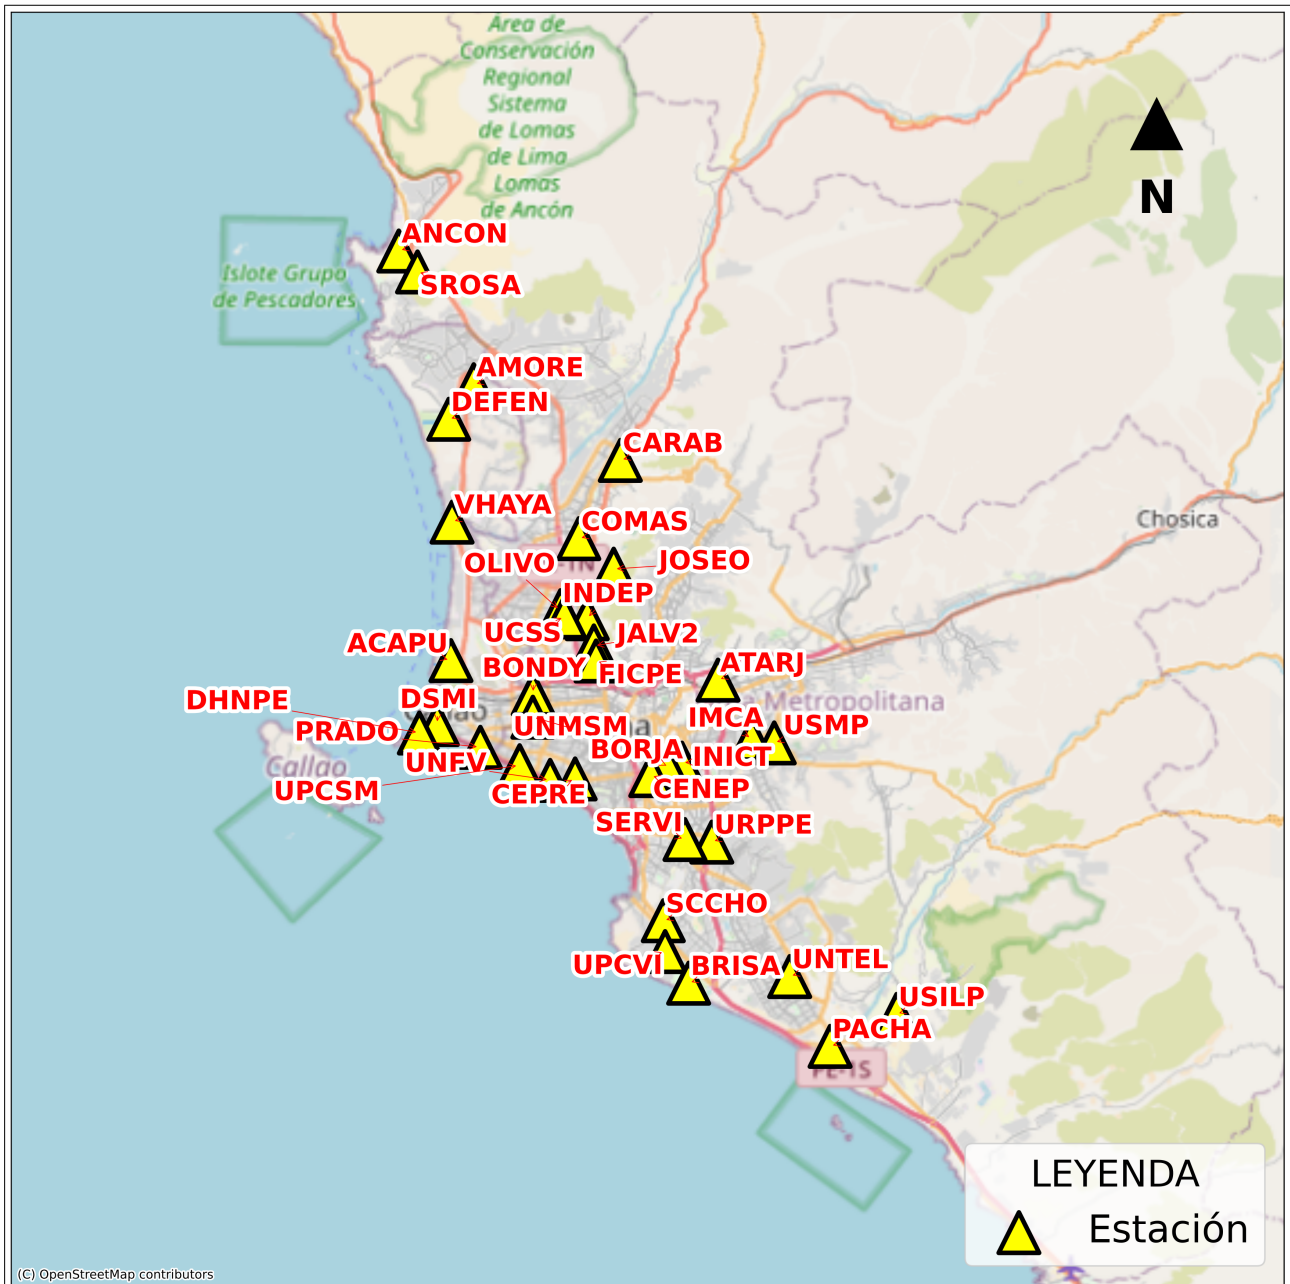 Área de
Conservación
Regional
Sistema
de Lomas
de Lima
Lomas
de Ancón
N
ANCON
Islote Grupo
de Pescadores
SROSA
AMORE
DEFEN
CARAB
VHAYA
COMAS
Chosica
OLIVO
JOSEO
INDEP
UCSS
JALV2
ACAPU
BONDY
FICPE
ATARJ
DHNPE
DSMI
Metropolitana
PRADO
UNMSM
IMCA
USMP
BORJA
INICT
Callao
UNFV
UPCSM
CEPRE
CENEP
SERVI
URPPE
SCCHO
UPCVI
BRISA
UNTEL
USILP
PACHA
PE-1S
LEYENDA
Estación
(C) OpenStreetMap contributors